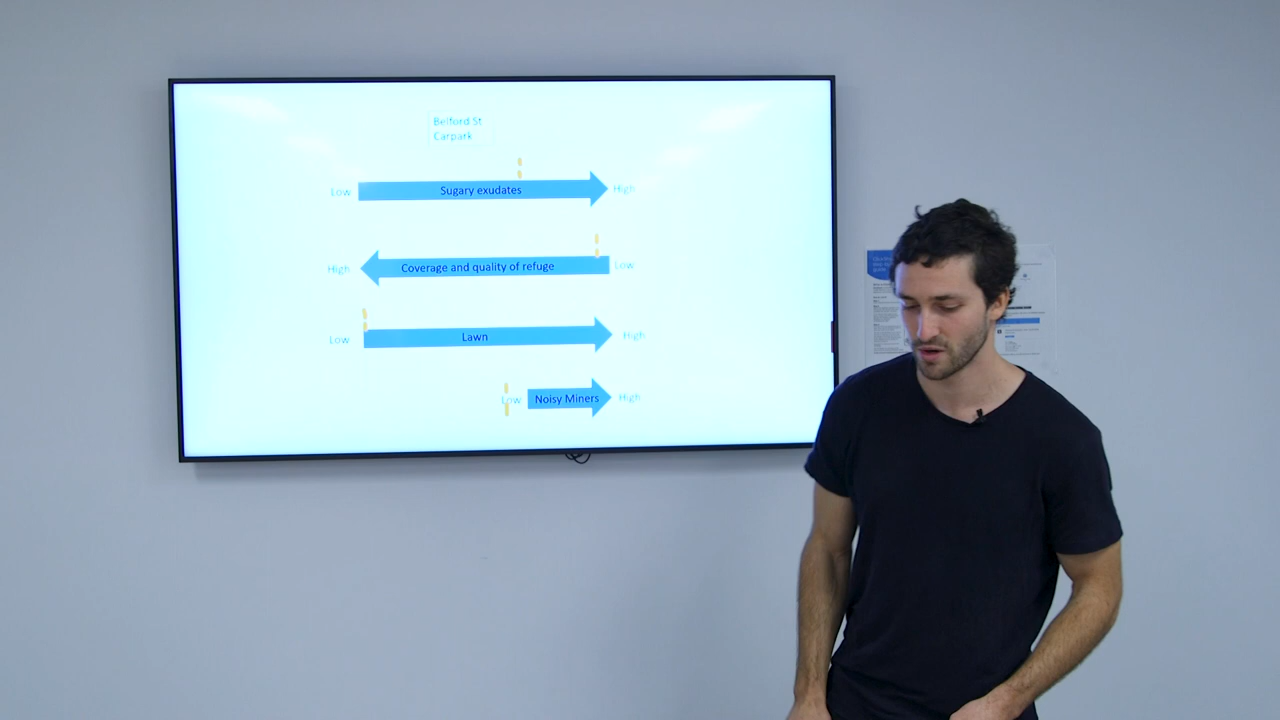 Belford St
Carpark
Low Sugary exudates High
High Coverage and quality of refuge Low
Low Lawn High
Low Noisy Miners High